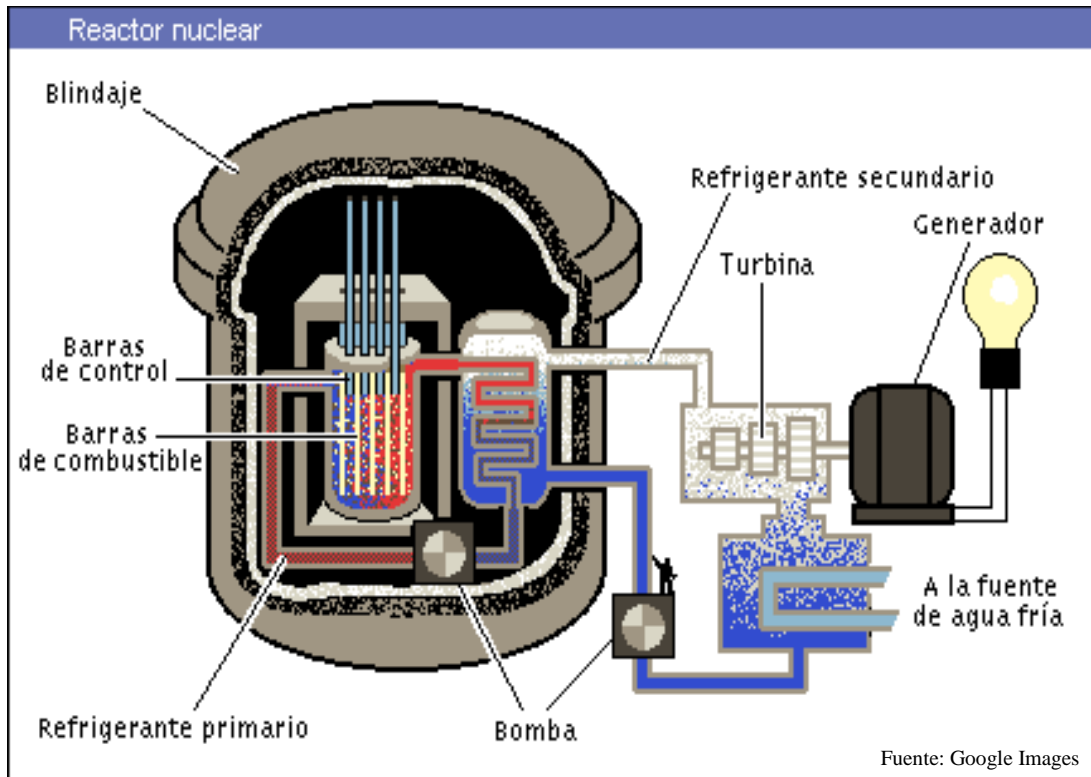 Reactor nuclear
Blindaje
Refrigerante secundario
Generador
Turbina
Barras
de control
Barras
de combustible
A la fuente
de agua fría
Refrigerante primario
Bomba
Fuente: Google Images